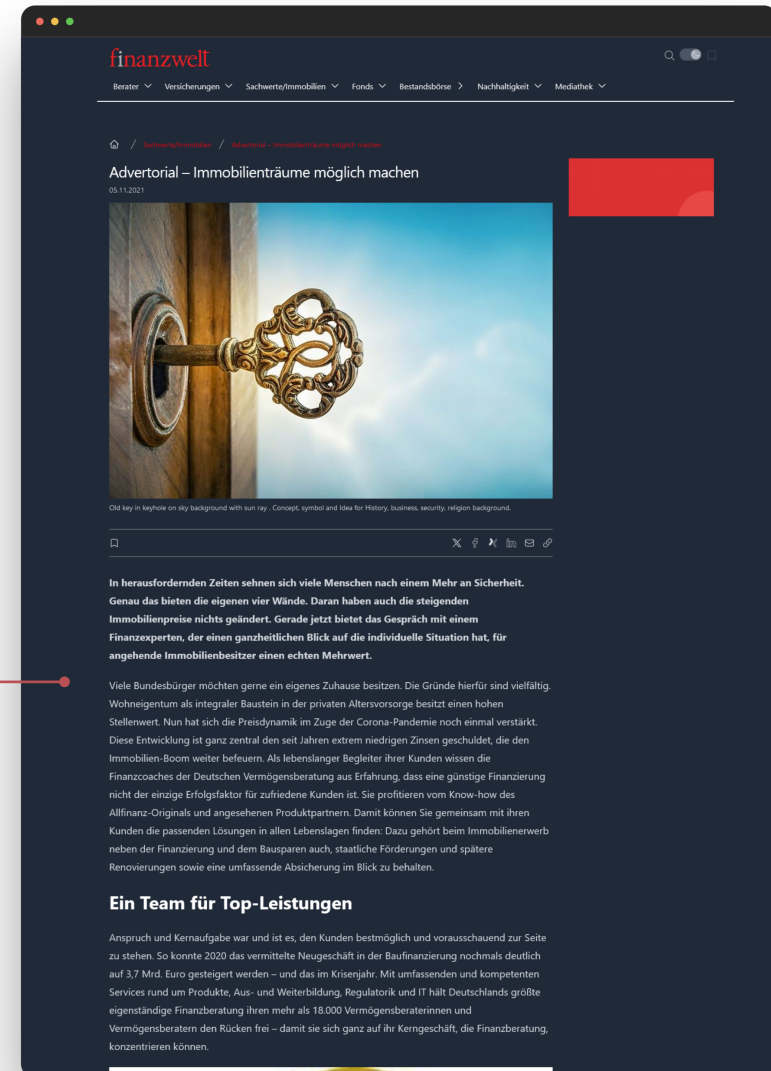 finanzwelt
Berater Versicherungen Sachwerte/Immobilien Fonds Bestandsbörse Nachhaltigkeit Mediathek
/ Sachwerte/Immobilien / Advertorial – Immobilienträume möglich machen
Advertorial – Immobilienträume möglich machen
05.11.2021
Old key in keyhole on sky background with sun ray . Concept, symbol and Idea for History, business, security, religion background.
In herausfordernden Zeiten sehnen sich viele Menschen nach einem Mehr an Sicherheit.
Genau das bieten die eigenen vier Wände. Daran haben auch die steigenden
Immobilienpreise nichts geändert. Gerade jetzt bietet das Gespräch mit einem
Finanzexperten, der einen ganzheitlichen Blick auf die individuelle Situation hat, für
angehende Immobilienbesitzer einen echten Mehrwert.
Viele Bundesbürger möchten gerne ein eigenes Zuhause besitzen. Die Gründe hierfür sind vielfältig.
Wohneigentum als integraler Baustein in der privaten Altersvorsorge besitzt einen hohen
Stellenwert. Nun hat sich die Preisdynamik im Zuge der Corona-Pandemie noch einmal verstärkt.
Diese Entwicklung ist ganz zentral den seit Jahren extrem niedrigen Zinsen geschuldet, die den
Immobilien-Boom weiter befeuern. Als lebenslanger Begleiter ihrer Kunden wissen die
Finanzcoaches der Deutschen Vermögensberatung aus Erfahrung, dass eine günstige Finanzierung
nicht der einzige Erfolgsfaktor für zufriedene Kunden ist. Sie profitieren vom Know-how des
Allfinanz-Originals und angesehenen Produktpartnern. Damit können Sie gemeinsam mit ihren
Kunden die passenden Lösungen in allen Lebenslagen finden: Dazu gehört beim Immobilienerwerb
neben der Finanzierung und dem Bausparen auch, staatliche Förderungen und spätere
Renovierungen sowie eine umfassende Absicherung im Blick zu behalten.
Ein Team für Top-Leistungen
Anspruch und Kernaufgabe war und ist es, den Kunden bestmöglich und vorausschauend zur Seite
zu stehen. So konnte 2020 das vermittelte Neugeschäft in der Baufinanzierung nochmals deutlich
auf 3,7 Mrd. Euro gesteigert werden – und das im Krisenjahr. Mit umfassenden und kompetenten
Services rund um Produkte, Aus- und Weiterbildung, Regulatorik und IT hält Deutschlands größte
eigenständige Finanzberatung ihren mehr als 18.000 Vermögensberaterinnen und
Vermögensberatern den Rücken frei – damit sie sich ganz auf ihr Kerngeschäft, die Finanzberatung,
konzentrieren können.